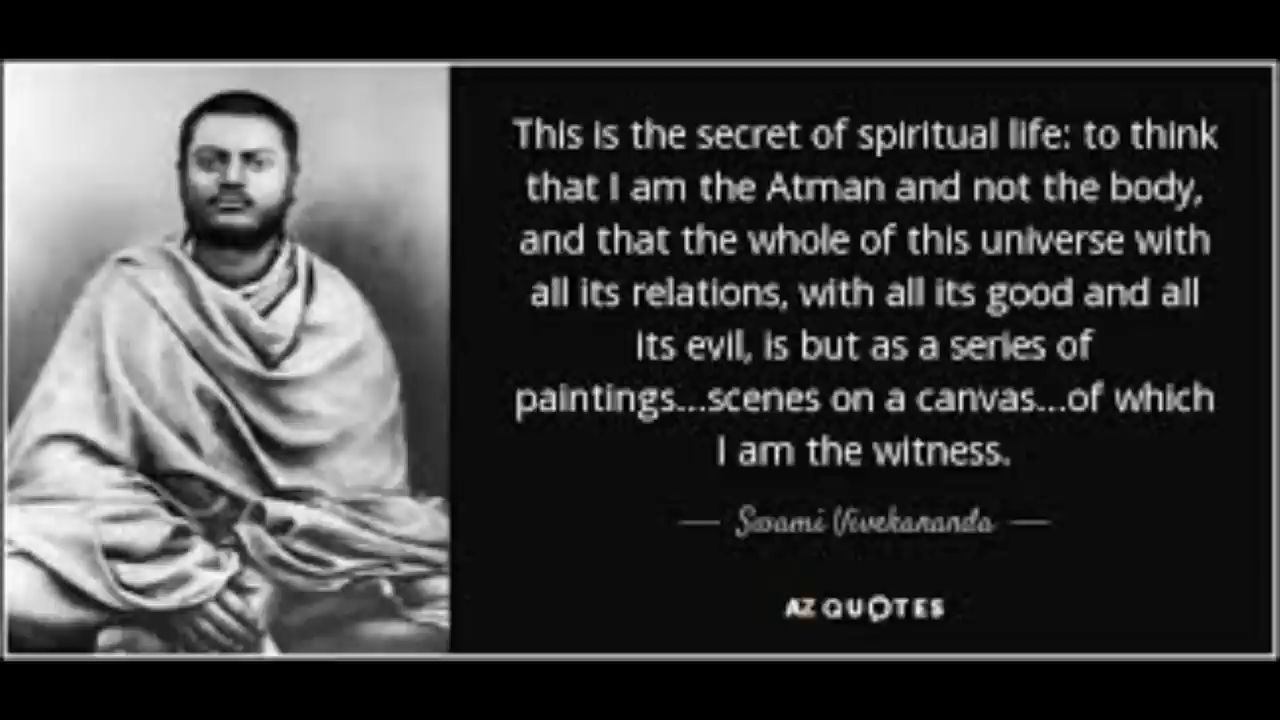 This is the secret of spiritual life: to think
that I am the Atman and not the body,
and that the whole of this universe with
all its relations, with all its good and all
its evil, is but as a series of
paintings...scenes on a canvas...of which
I am the witness.
Swami Vivekananda
AZ QUOTES